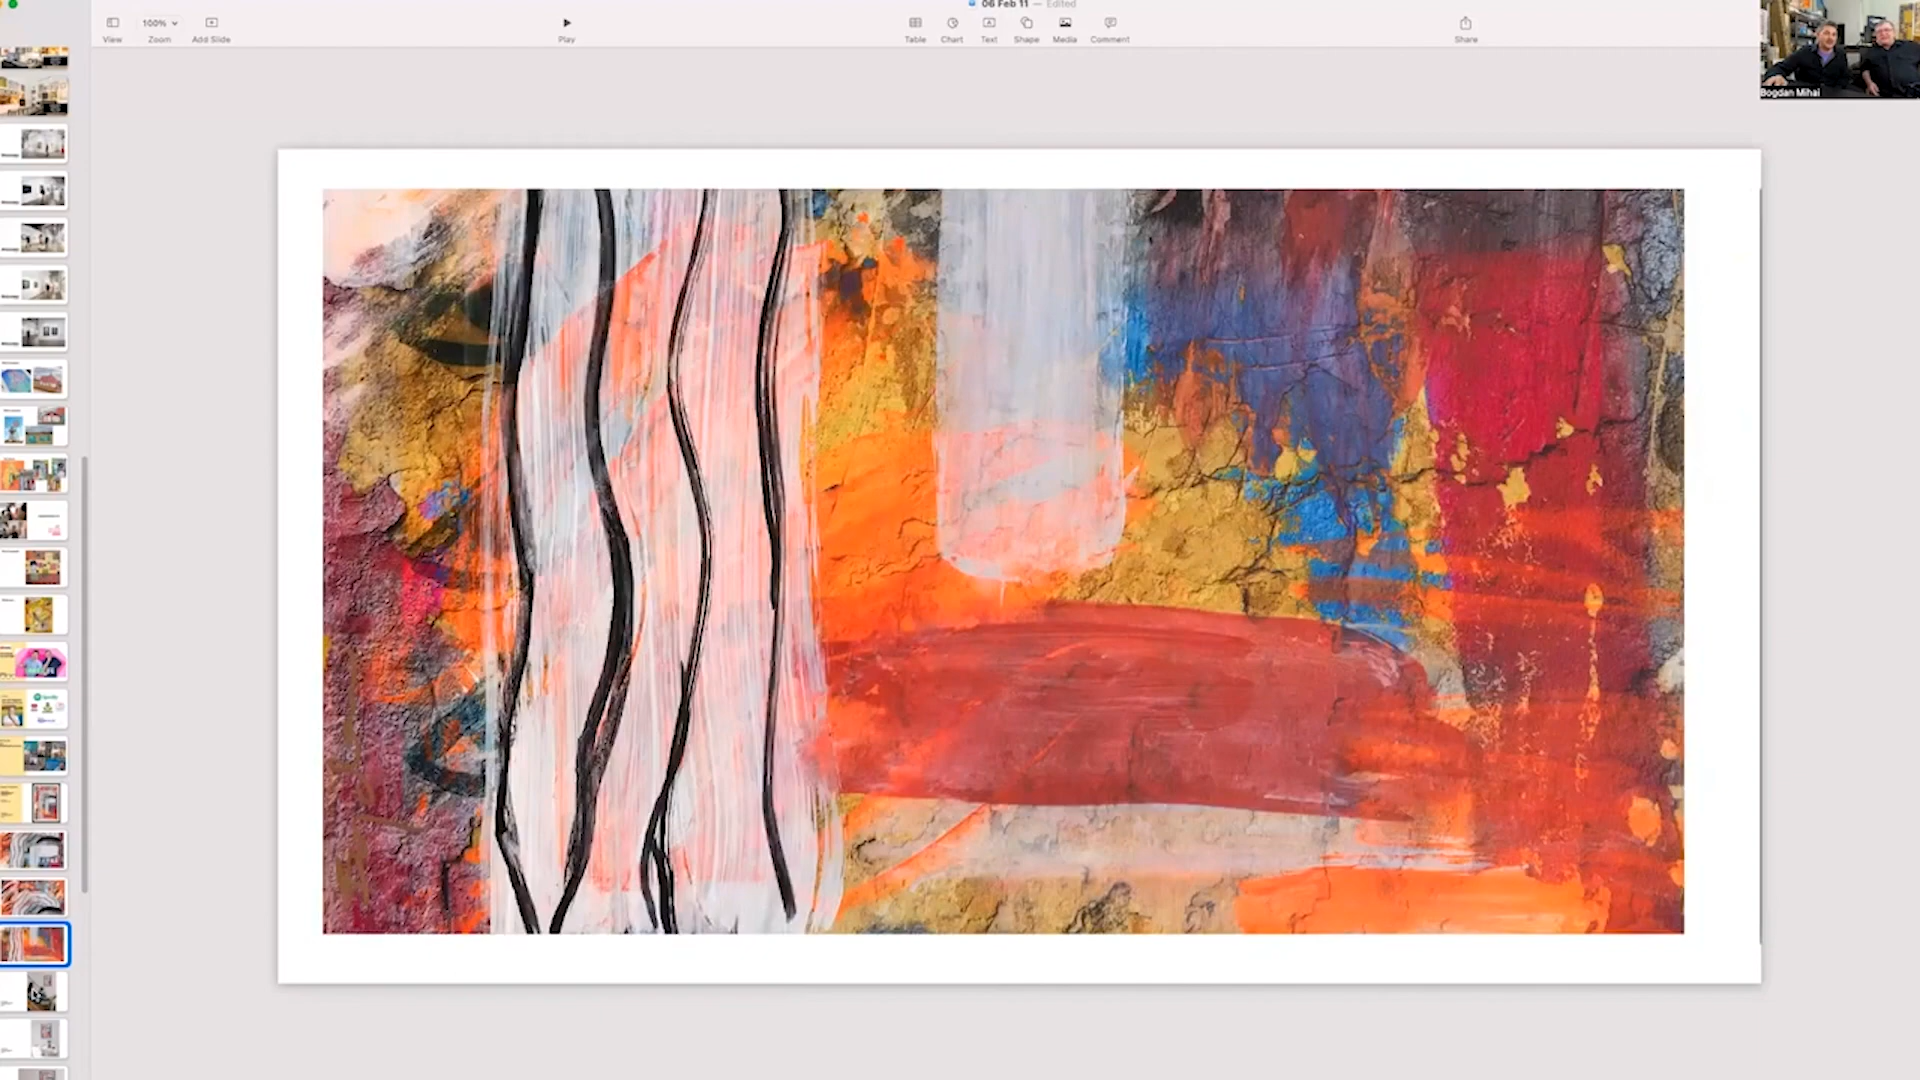 06 Feb 11 — Edited
View
100%
Zoom
Add Slide
Play
Table
Chart
Text
Shape
Media
Comment
Share
Bogdan Mihai